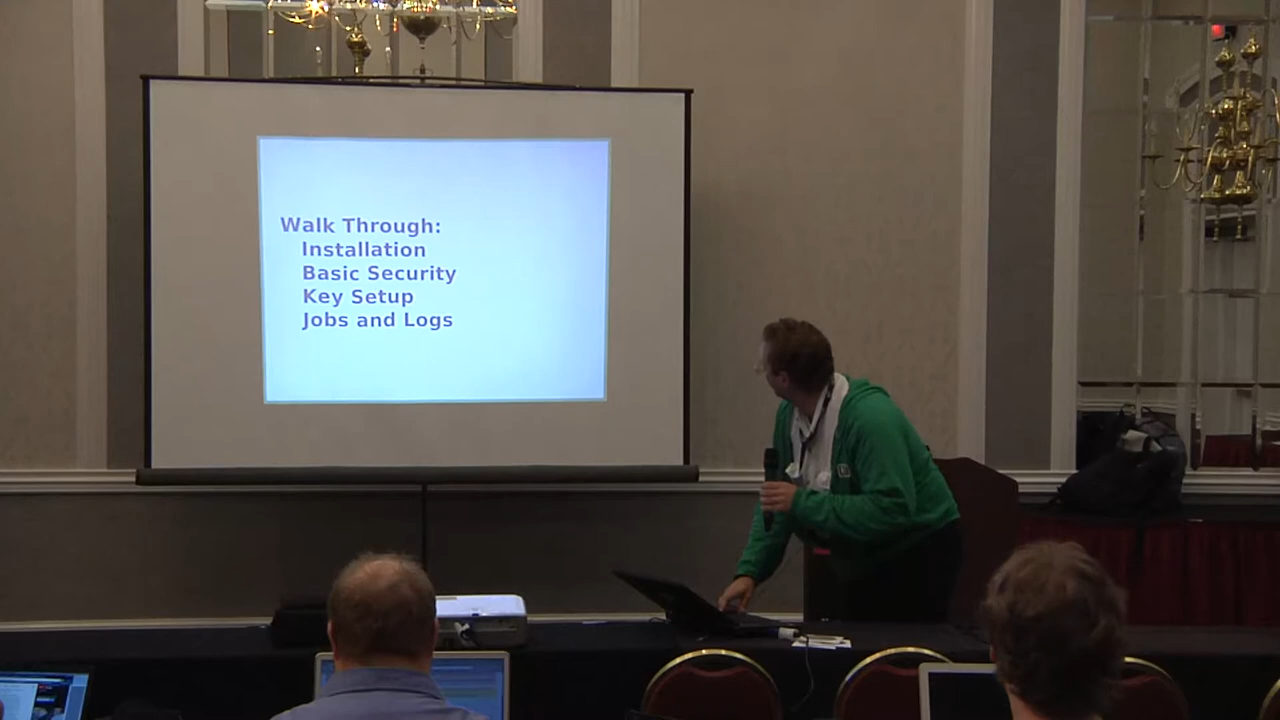 Walk Through:
Installation
Basic Security
Key Setup
Jobs and Logs